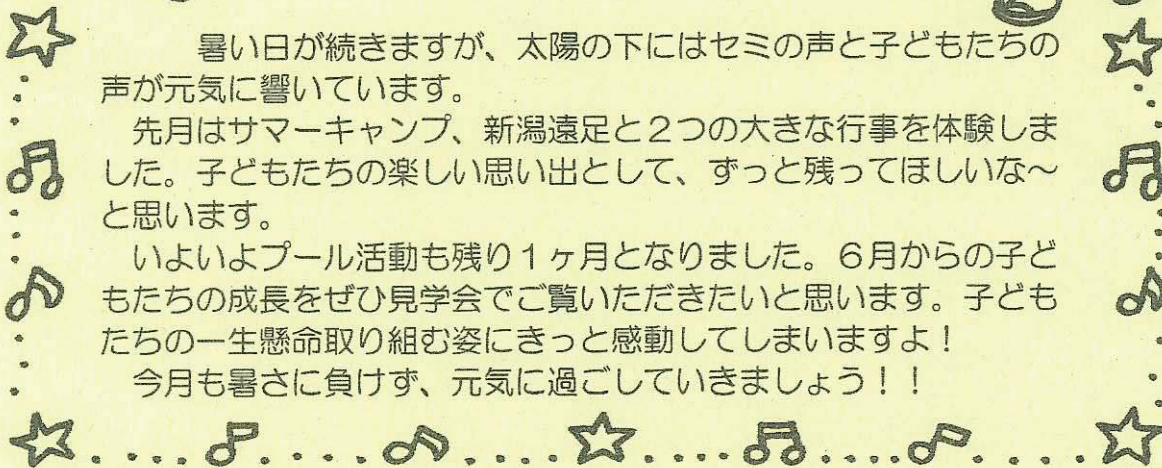 暑い日が続きますが、太陽の下にはセミの声と子どもたちの
声が元気に響いています。
先月はサマーキャンプ、新潟遠足と2つの大きな行事を体験しま
した。子どもたちの楽しい思い出として、ずっと残ってほしいな～
と思います。
いよいよプール活動も残り1ヶ月となりました。6月からの子ど
もたちの成長をぜひ見学会でご覧いただきたいと思います。子ども
たちの一生懸命取り組む姿にきっと感動してしまいますよ！
今月も暑さに負けず、元気に過ごしていきましょう！！